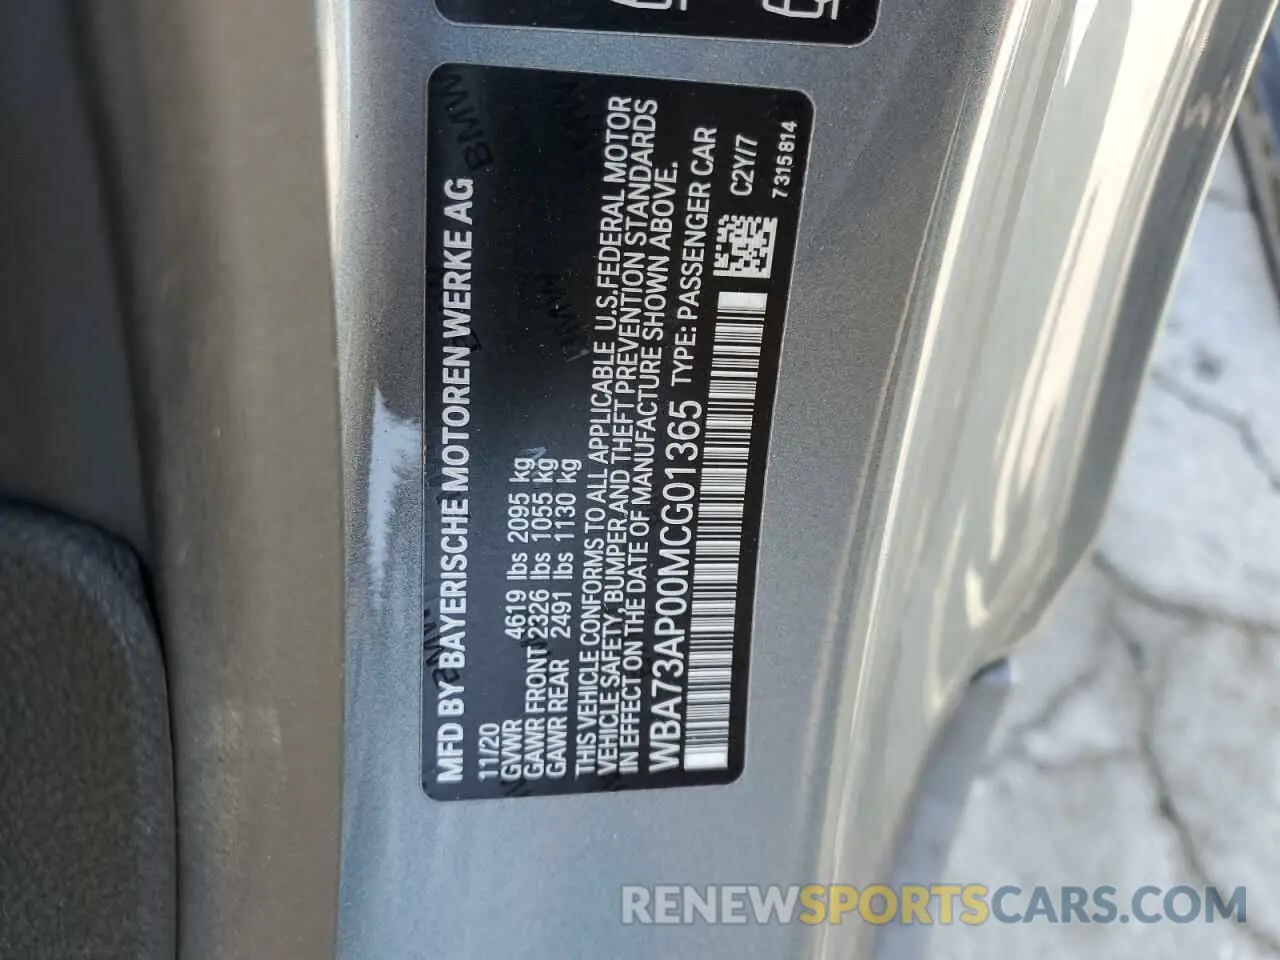 MFD BY BAYERISCHE MOTOREN WERKE AG
11/20
GVWR 4619 lbs 2095 kg
GAWR FRONT 2326 lbs 1055 kg
GAWR REAR 2491 lbs 1130 kg
THIS VEHICLE CONFORMS TO ALL APPLICABLE U.S.FEDERAL MOTOR
VEHICLE SAFETY, BUMPER,AND THEFT PREVENTION STANDARDS
IN EFFECT ON THE DATE OF MANUFACTURE SHOWN ABOVE.
WBA73AP00MCG01365 TYPE: PASSENGER CAR
C2Y/7
7315814
RENEWSPORTSCARS.COM